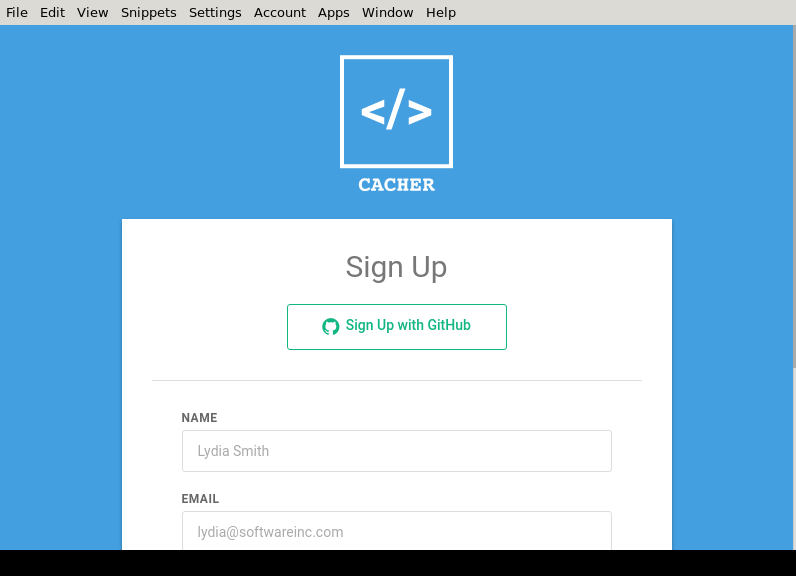 File Edit View Snippets Settings Account Apps Window Help
</>
CACHER
Sign Up
Sign Up with GitHub
NAME
Lydia Smith
EMAIL
lydia@softwareinc.com